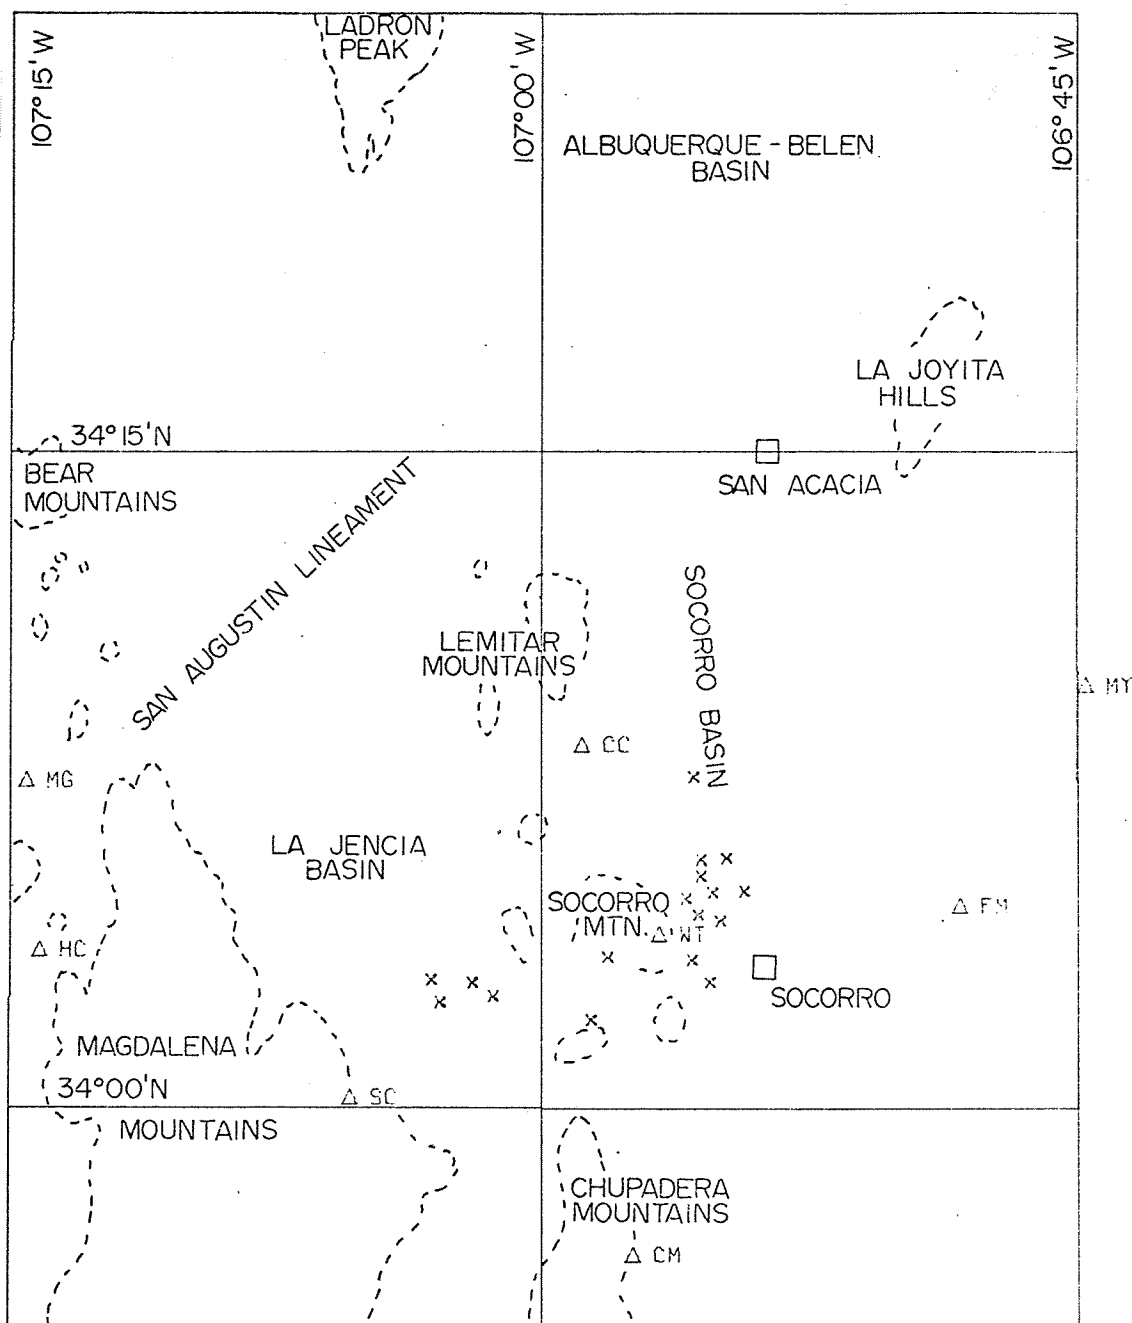 LADRON
PEAK
107°15'W
107°00'W
106°45'W
ALBUQUERQUE-BELEN
BASIN
LA JOYITA
HILLS
34°15'N
BEAR
MOUNTAINS
SAN ACACIA
SAN AUGUSTIN LINEAMENT
SOCORRO BASIN
LEMITAR
MOUNTAINS
MY
CC
MG
LA JENCIA
BASIN
SOCORRO
MTN.
WT
FM
HC
SOCORRO
MAGDALENA
34°00'N
SC
MOUNTAINS
CHUPADERA
MOUNTAINS
CM